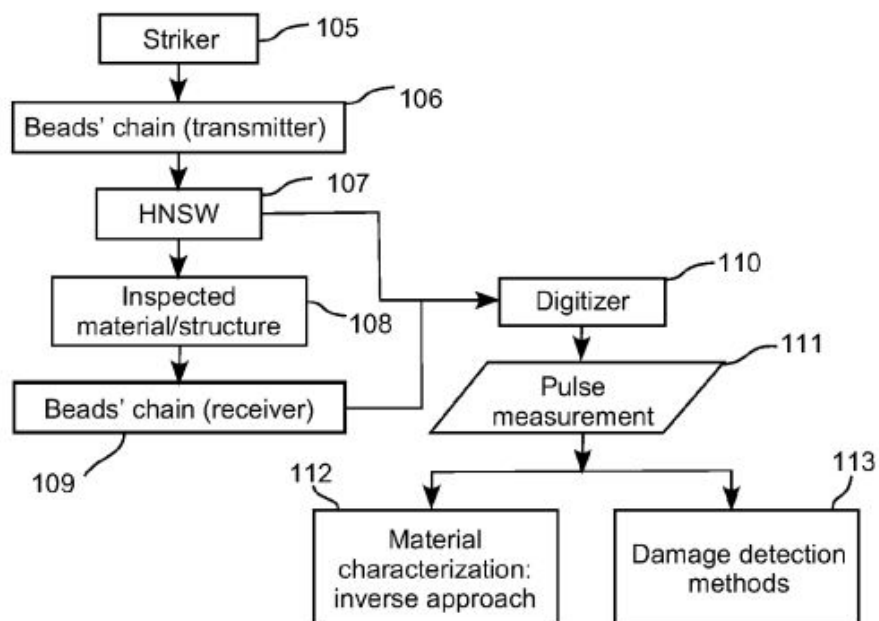 Striker
105
Beads' chain (transmitter)
106
HNSW
107
Inspected
material/structure
108
Beads' chain (receiver)
109
Digitizer
110
Pulse
measurement
111
112
Material
characterization:
inverse approach
113
Damage detection
methods